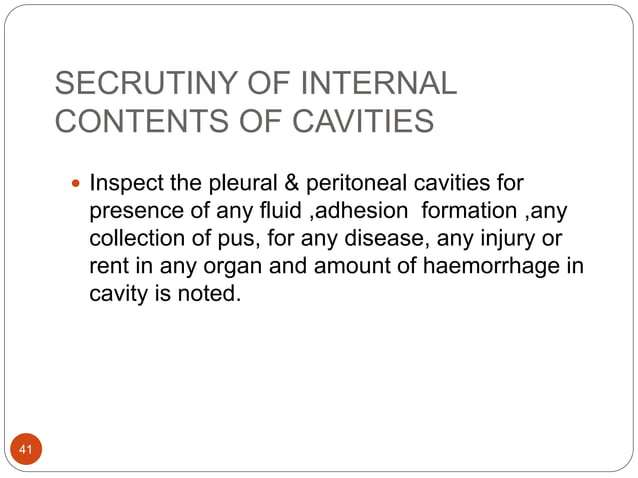 SECRUTINY OF INTERNAL
CONTENTS OF CAVITIES
• Inspect the pleural & peritoneal cavities for
presence of any fluid ,adhesion  formation ,any
collection of pus, for any disease, any injury or
rent in any organ and amount of haemorrhage in
cavity is noted.
41